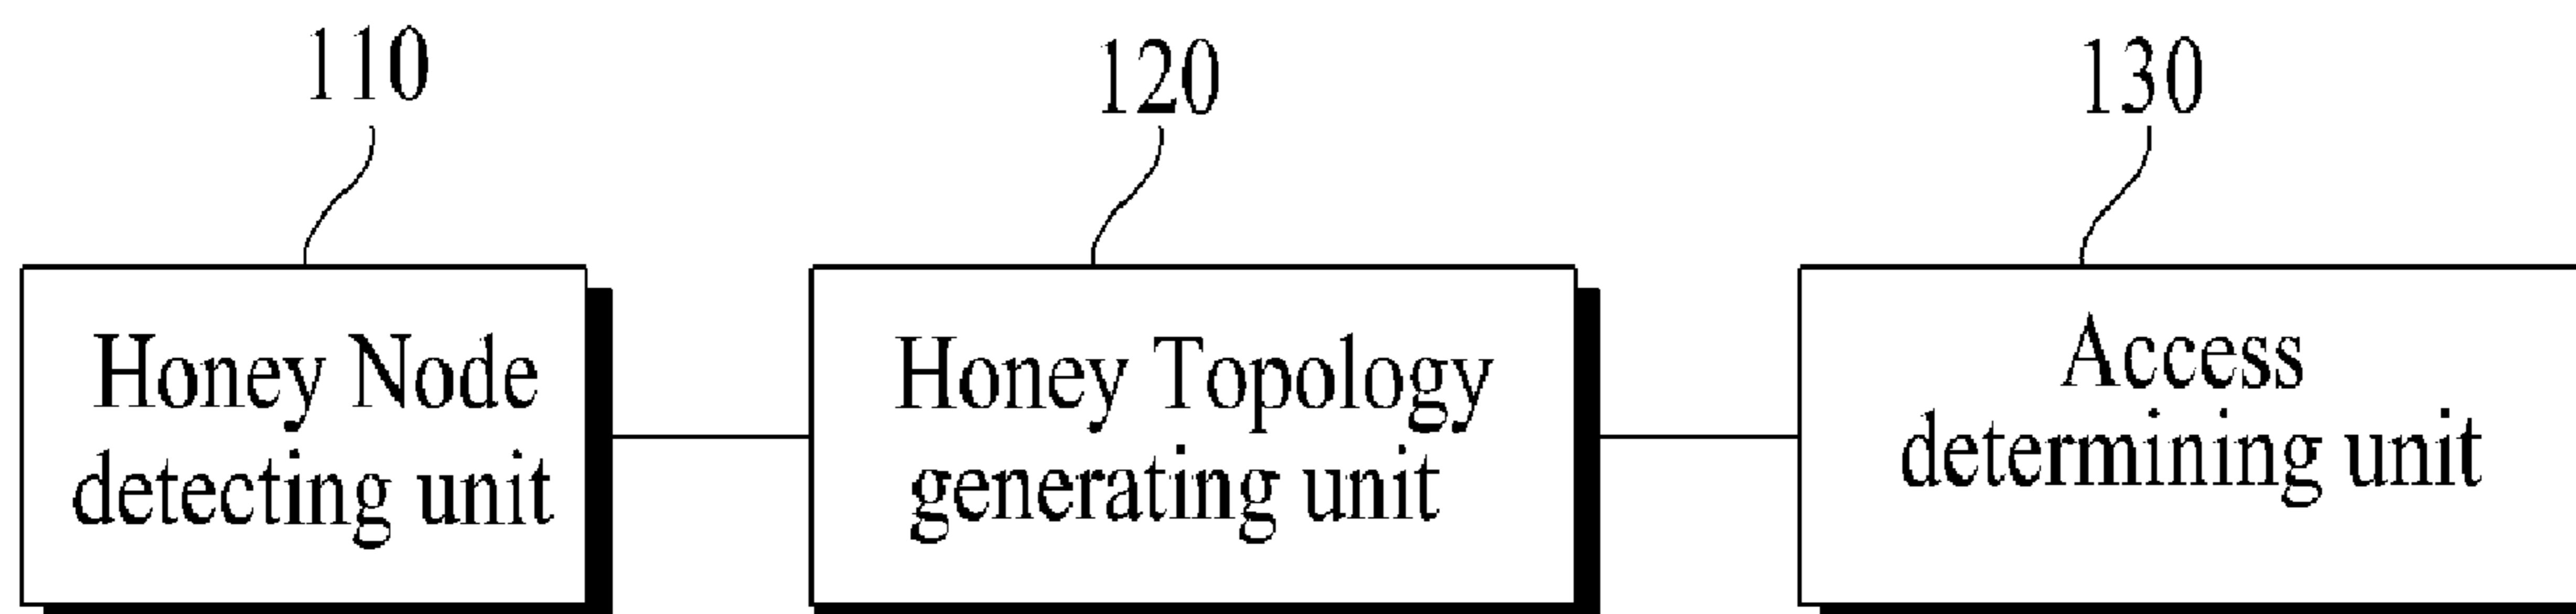 110
120
130
Honey Node
detecting unit
Honey Topology
generating unit
Access
determining unit